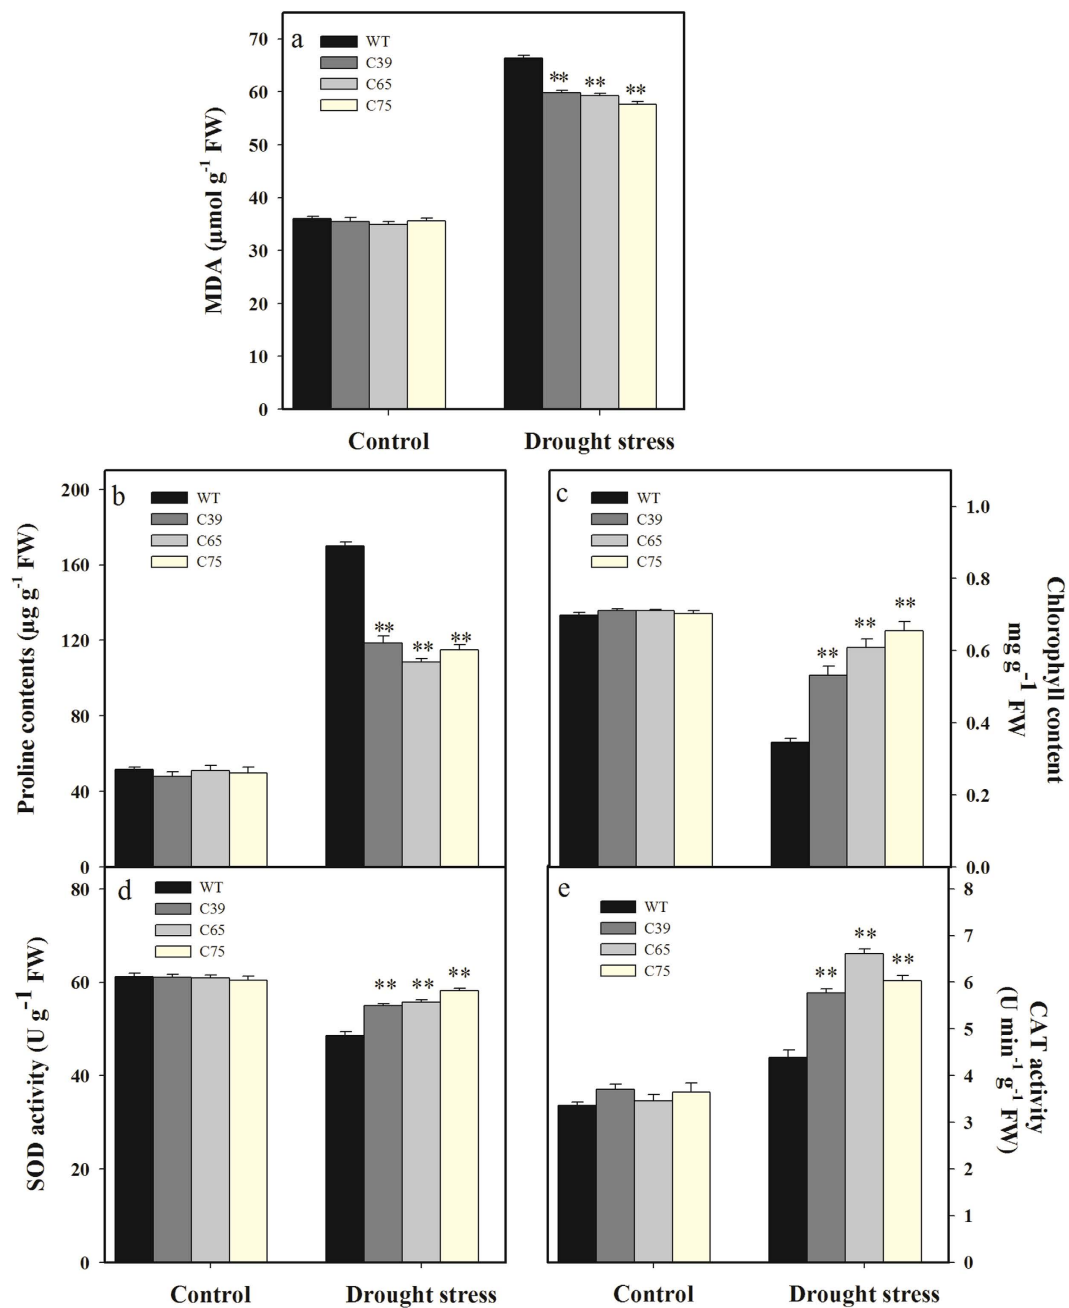 a
WT
C39
C65
C75
70
60
50
40
30
20
10
0
MDA (µmol g-1 FW)
** ** **
Control Drought stress
b
WT
C39
C65
C75
200
160
120
80
40
0
Proline contents (µg g-1 FW)
** ** **
c
WT
C39
C65
C75
1.0
0.8
0.6
0.4
0.2
0.0
Chlorophyll content
mg g-1 FW
** ** **
d
WT
C39
C65
C75
80
60
40
20
0
SOD activity (U g-1 FW)
** ** **
Control Drought stress
e
WT
C39
C65
C75
8
7
6
5
4
3
2
1
0
CAT activity
(U min-1 g-1 FW)
** ** **
Control Drought stress